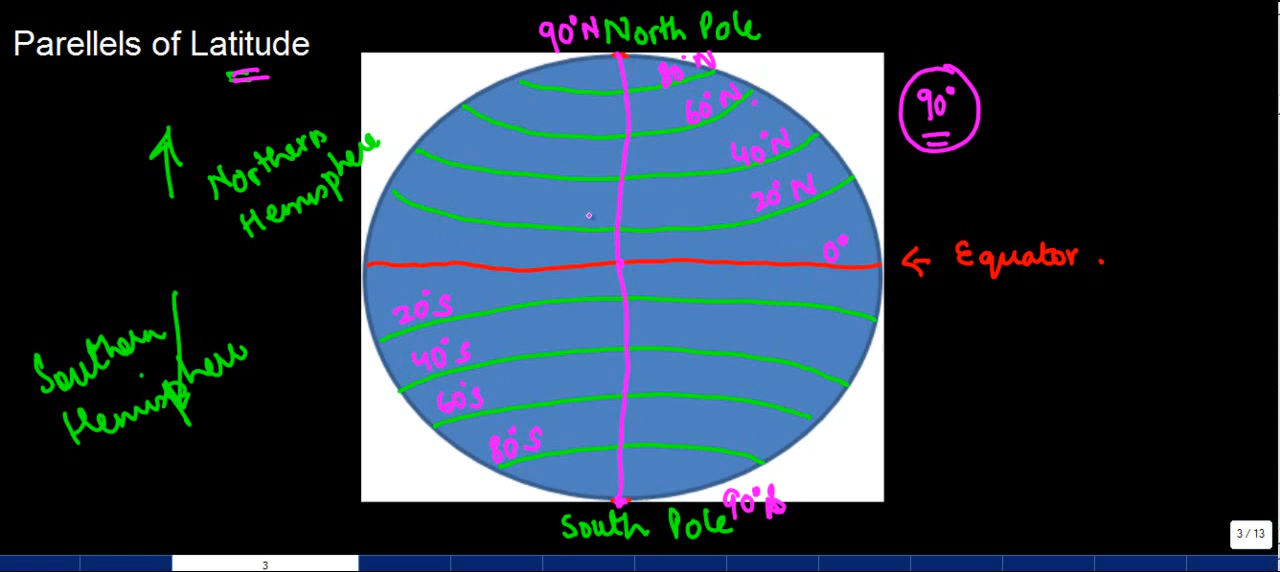 Parellels of Latitude
90°N North Pole
80°N
60°N.
90°
40°N
Northern
Hemisphere
20°N
0°
← Equator.
20°S
40°S
Southern
Hemisphere
60°S
80°S
South Pole 90°S
3 / 13
3